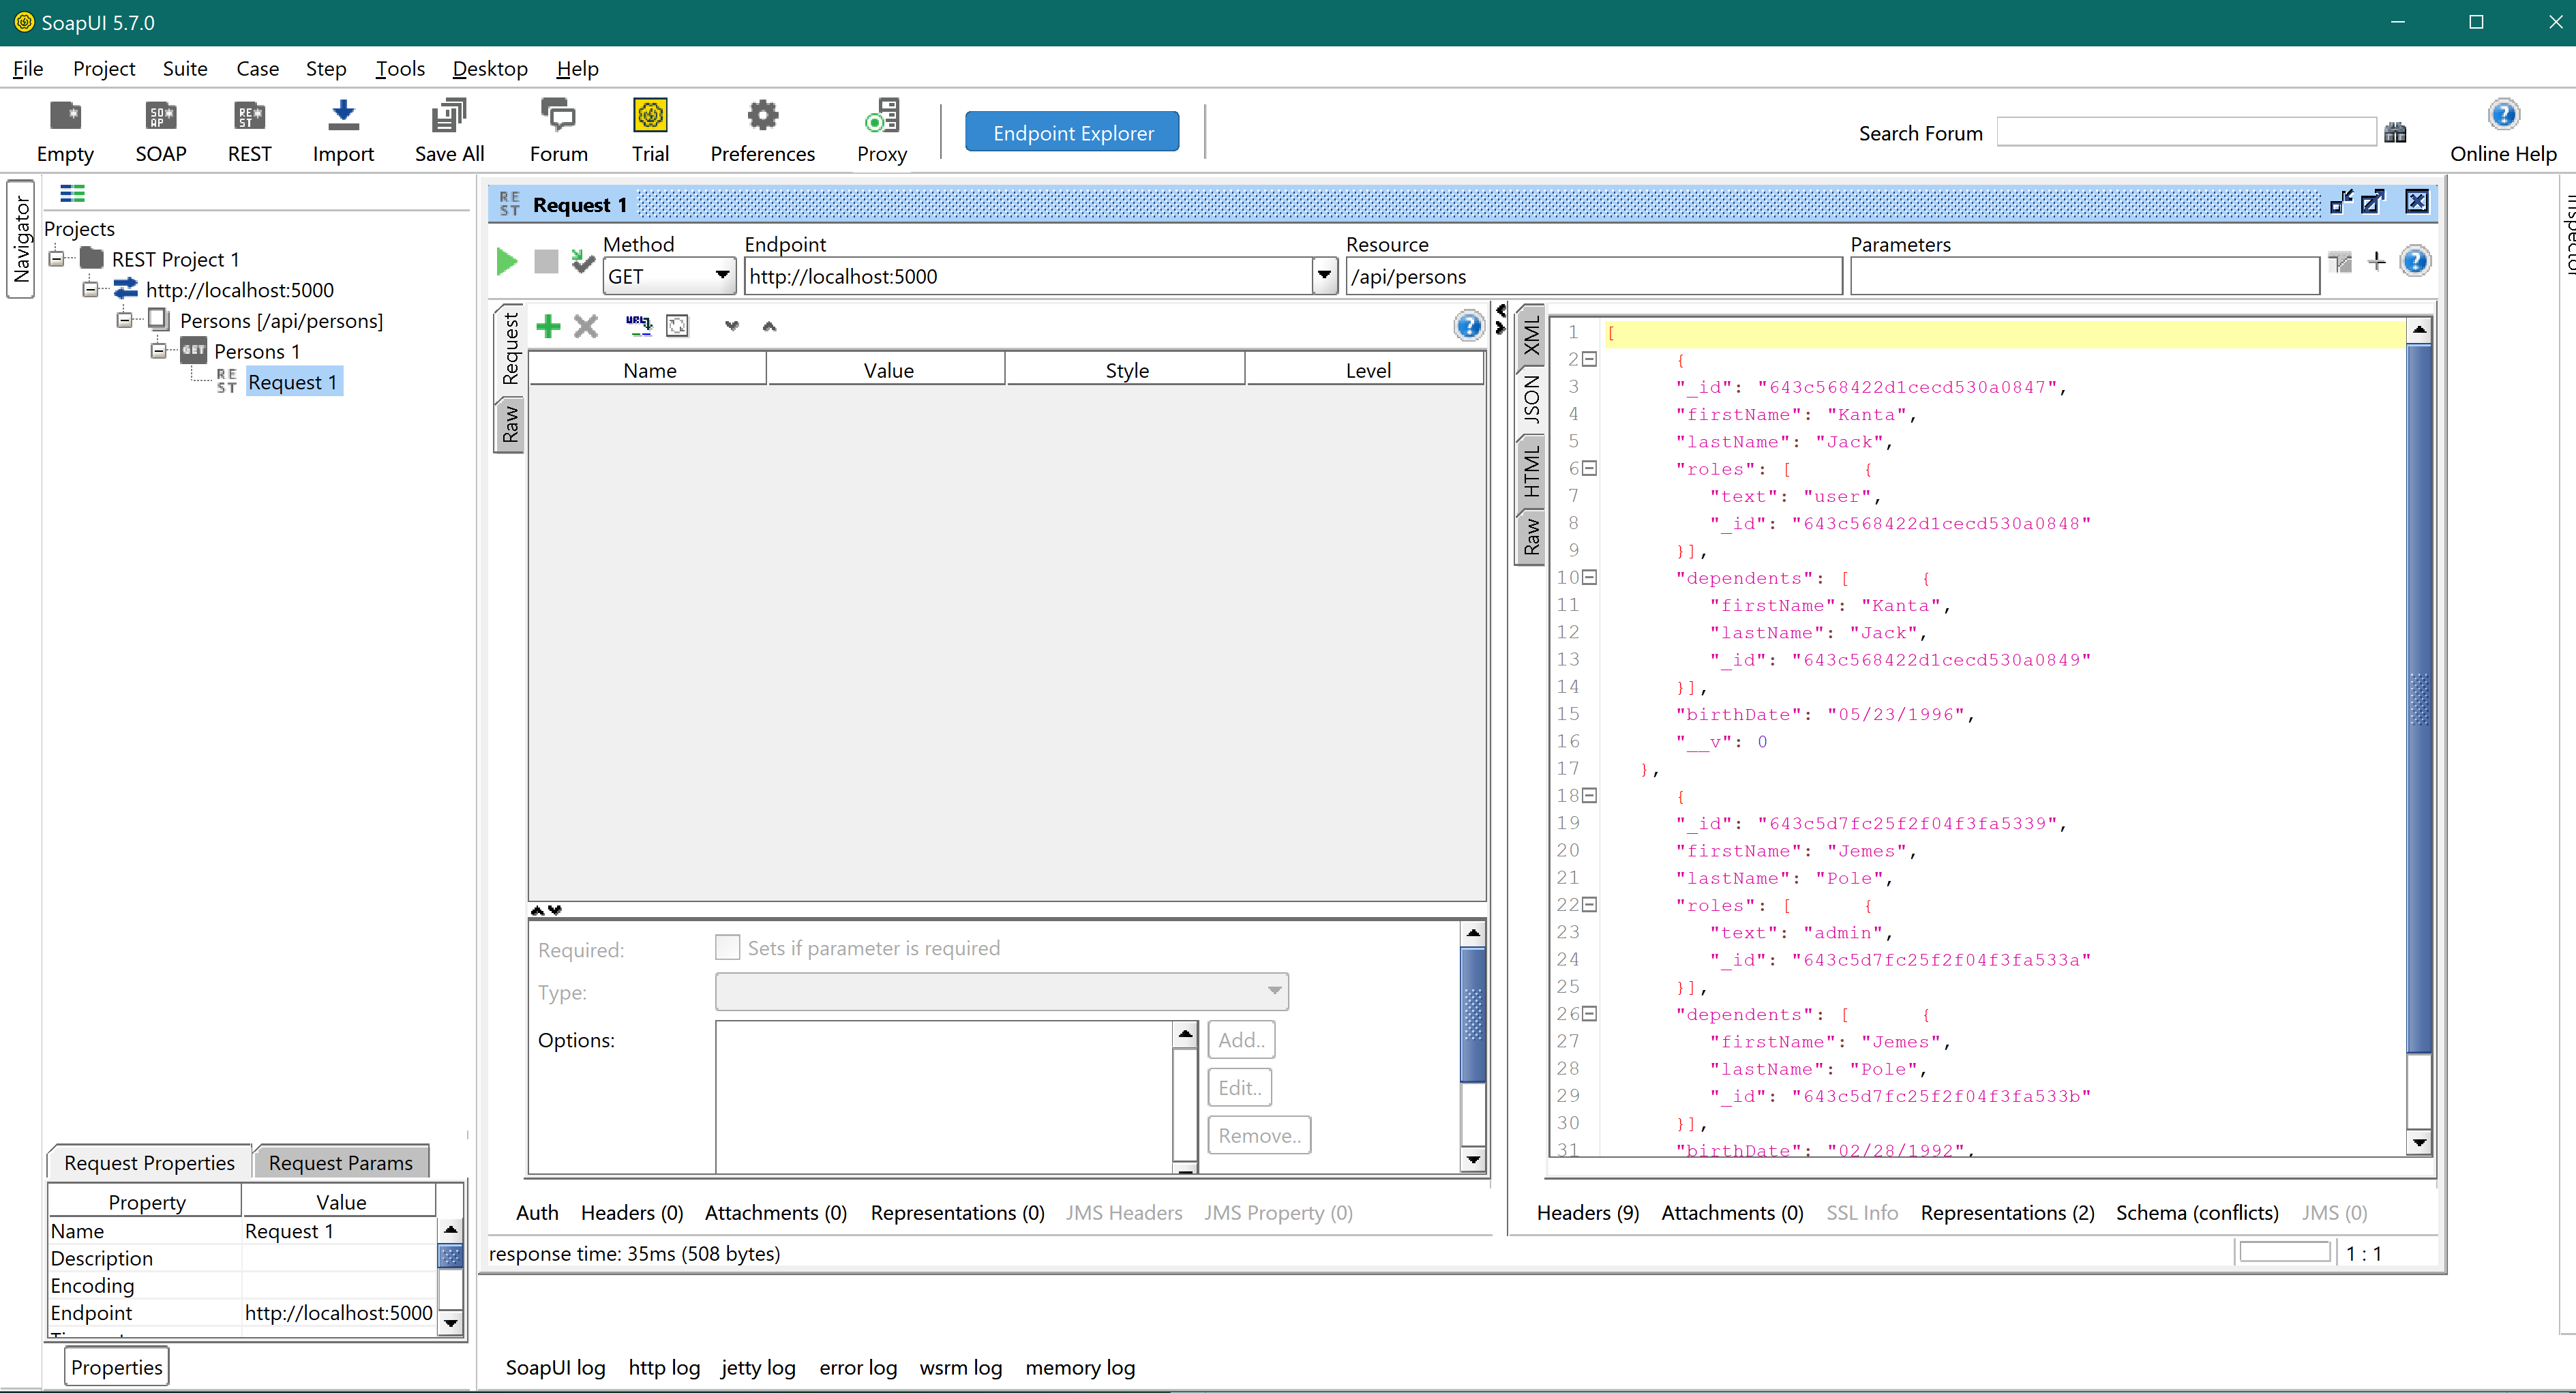 SoapUI 5.7.0
File Project Suite Case Step Tools Desktop Help
Empty SOAP REST Import Save All Forum Trial Preferences Proxy Endpoint Explorer Search Forum Online Help
Navigator
Projects
REST Project 1
http://localhost:5000
Persons [/api/persons]
GET Persons 1
REST Request 1
REST Request 1
Method Endpoint Resource Parameters
GET http://localhost:5000 /api/persons
Request
Raw
Name Value Style Level
Required: Sets if parameter is required
Type:
Options:
Add..
Edit..
Remove..
Auth Headers (0) Attachments (0) Representations (0) JMS Headers JMS Property (0)
response time: 35ms (508 bytes)
XML
JSON
HTML
Raw
1 [
2 {
3 "_id": "643c568422d1cecd530a0847",
4 "firstName": "Kanta",
5 "lastName": "Jack",
6 "roles": [ {
7 "text": "user",
8 "_id": "643c568422d1cecd530a0848"
9 }],
10 "dependents": [ {
11 "firstName": "Kanta",
12 "lastName": "Jack",
13 "_id": "643c568422d1cecd530a0849"
14 }],
15 "birthDate": "05/23/1996",
16 "__v": 0
17 },
18 {
19 "_id": "643c5d7fc25f2f04f3fa5339",
20 "firstName": "Jemes",
21 "lastName": "Pole",
22 "roles": [ {
23 "text": "admin",
24 "_id": "643c5d7fc25f2f04f3fa533a"
25 }],
26 "dependents": [ {
27 "firstName": "Jemes",
28 "lastName": "Pole",
29 "_id": "643c5d7fc25f2f04f3fa533b"
30 }],
31 "birthDate": "02/28/1992",
Headers (9) Attachments (0) SSL Info Representations (2) Schema (conflicts) JMS (0)
1 : 1
Inspector
Request Properties Request Params
Property Value
Name Request 1
Description
Encoding
Endpoint http://localhost:5000
Properties
SoapUI log http log jetty log error log wsrm log memory log